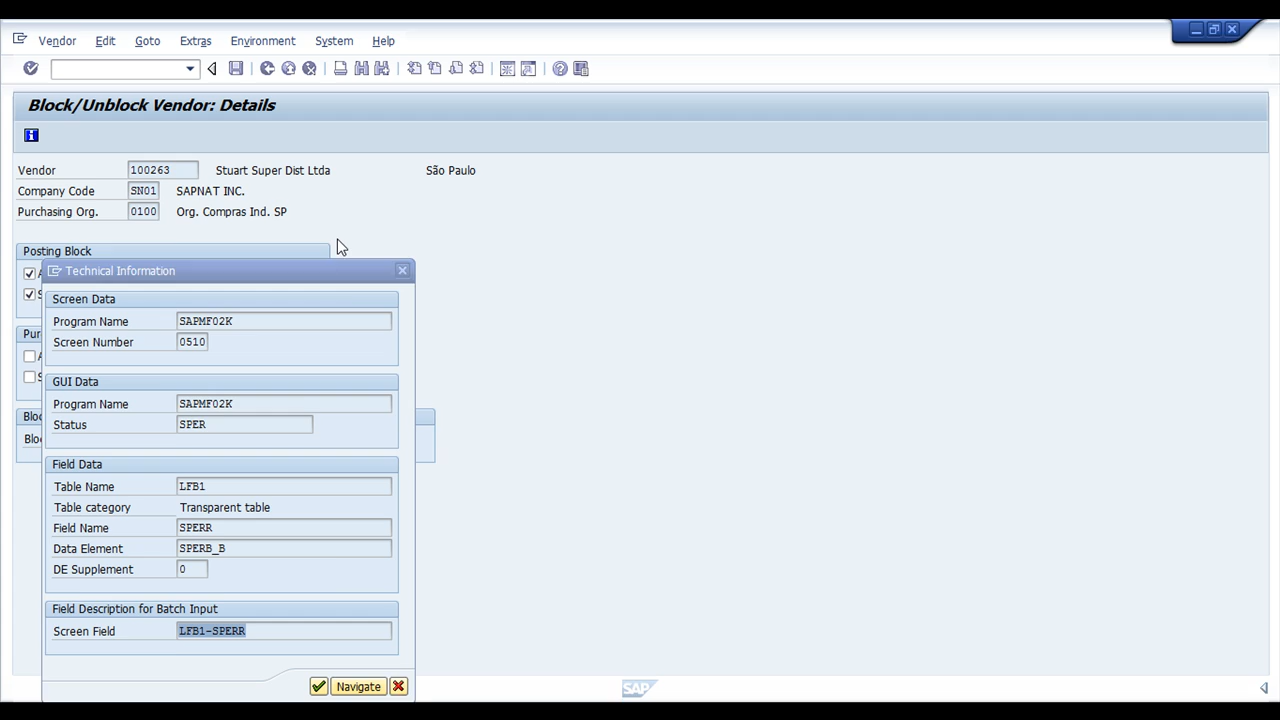 Vendor Edit Goto Extras Environment System Help
Block/Unblock Vendor: Details
Vendor 100263 Stuart Super Dist Ltda São Paulo
Company Code SN01 SAPNAT INC.
Purchasing Org. 0100 Org. Compras Ind. SP
Posting Block
Technical Information
Screen Data
Program Name SAPMF02K
Screen Number 0510
GUI Data
Program Name SAPMF02K
Status SPER
Field Data
Table Name LFB1
Table category Transparent table
Field Name SPERR
Data Element SPERB_B
DE Supplement 0
Field Description for Batch Input
Screen Field LFB1-SPERR
Navigate
SAP